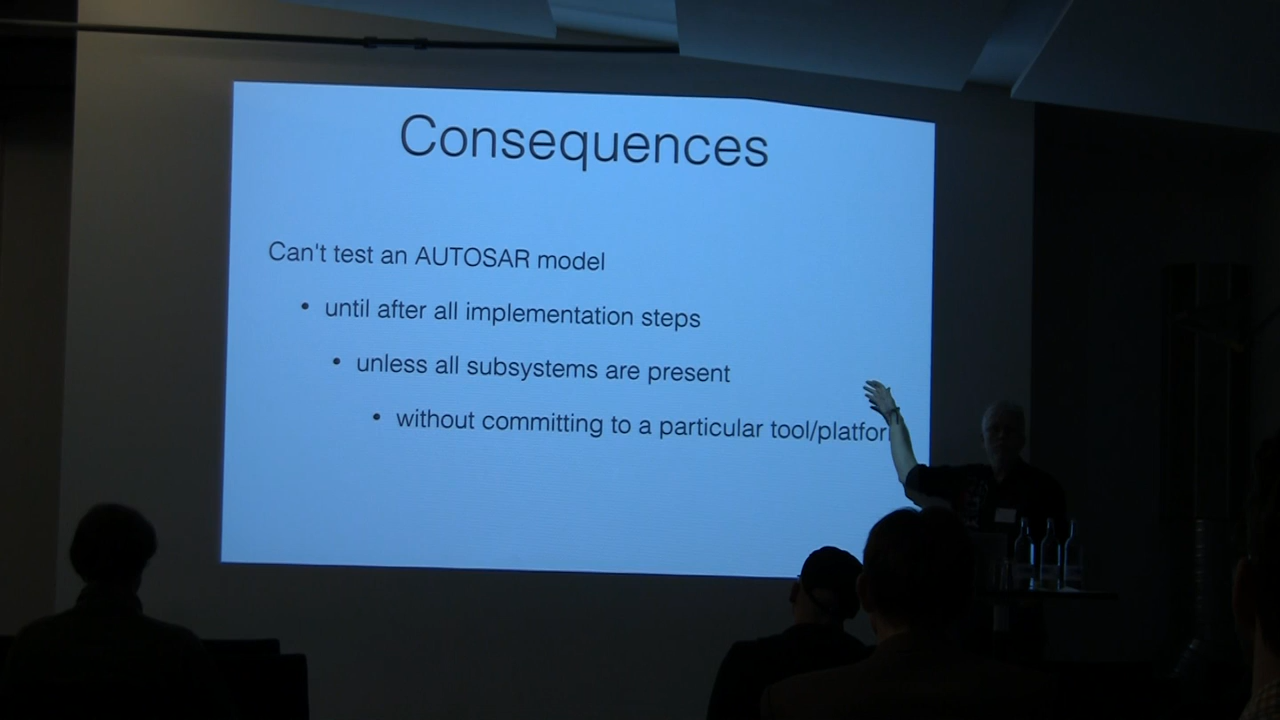 Consequences
Can't test an AUTOSAR model
• until after all implementation steps
• unless all subsystems are present
• without committing to a particular tool/platfor